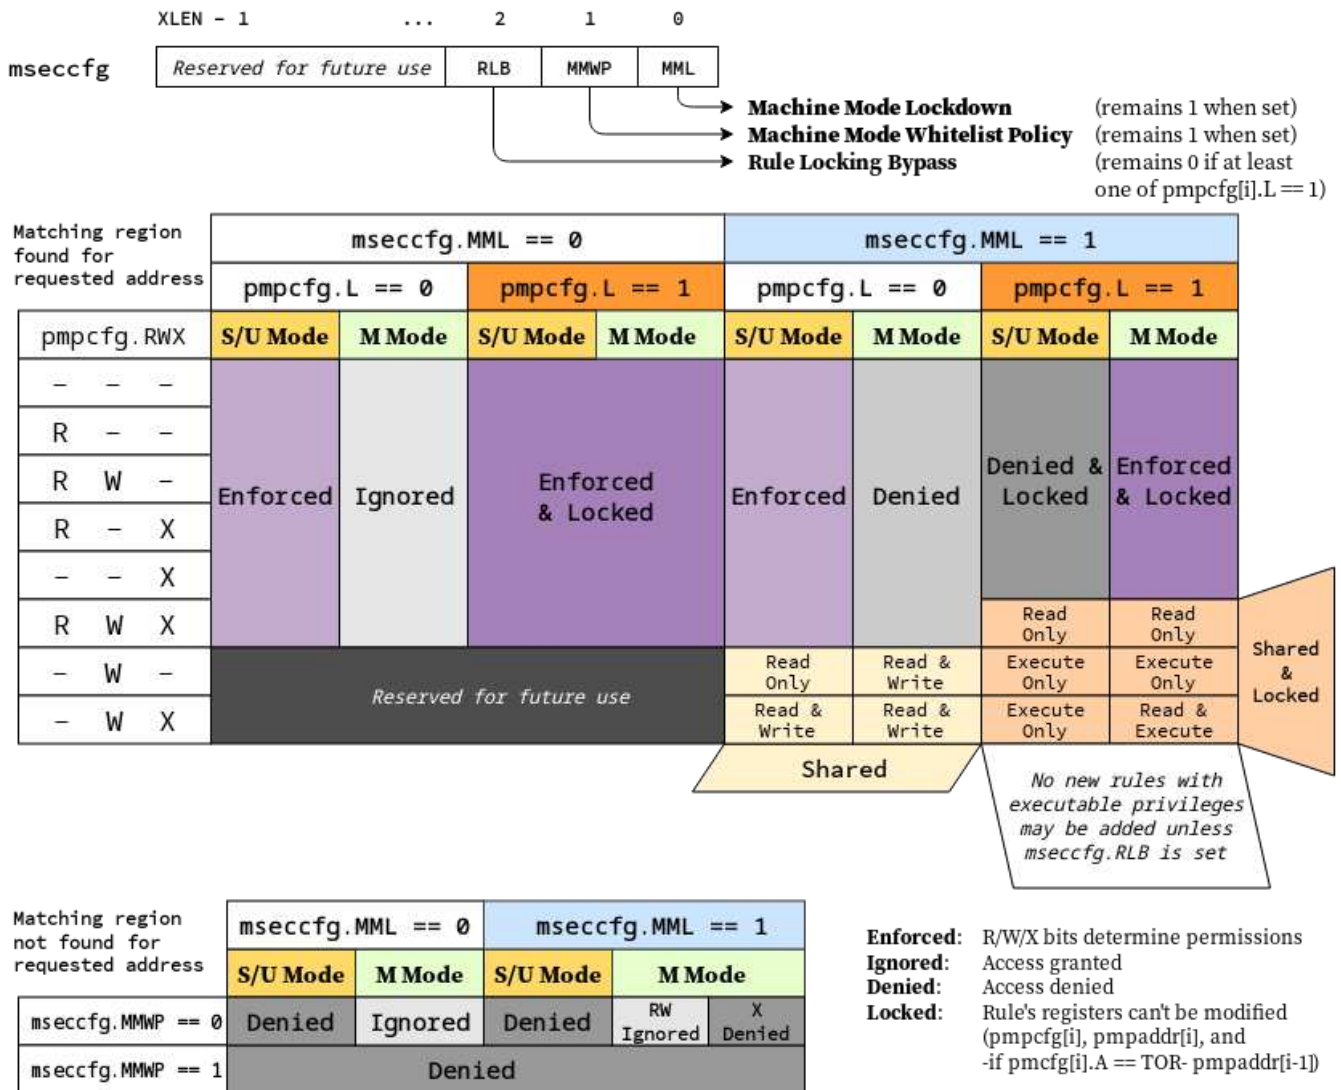 XLEN - 1 ... 2 1 0
mseccfg Reserved for future use RLB MMWP MML
Machine Mode Lockdown (remains 1 when set)
Machine Mode Whitelist Policy (remains 1 when set)
Rule Locking Bypass (remains 0 if at least
one of pmpcfg[i].L == 1)
Matching region
found for
requested address
mseccfg.MML == 0 mseccfg.MML == 1
pmpcfg.L == 0 pmpcfg.L == 1 pmpcfg.L == 0 pmpcfg.L == 1
pmpcfg.RWX S/U Mode M Mode S/U Mode M Mode S/U Mode M Mode S/U Mode M Mode
- - -
R - -
R W -
R - X
- - X
R W X
- W -
- W X
Enforced
Ignored
Enforced
& Locked
Enforced
Denied
Denied &
Locked
Enforced
& Locked
Read
Only
Read
Only
Reserved for future use
Read
Only
Read &
Write
Execute
Only
Execute
Only
Read &
Write
Read &
Write
Execute
Only
Read &
Execute
Shared
&
Locked
Shared
No new rules with
executable privileges
may be added unless
mseccfg.RLB is set
Matching region
not found for
requested address
mseccfg.MML == 0 mseccfg.MML == 1
S/U Mode M Mode S/U Mode M Mode
mseccfg.MMWP == 0 Denied Ignored Denied
RW
Ignored
X
Denied
mseccfg.MMWP == 1 Denied
Enforced: R/W/X bits determine permissions
Ignored: Access granted
Denied: Access denied
Locked: Rule's registers can't be modified
(pmpcfg[i], pmpaddr[i], and
-if pmcfg[i].A == TOR- pmpaddr[i-1])